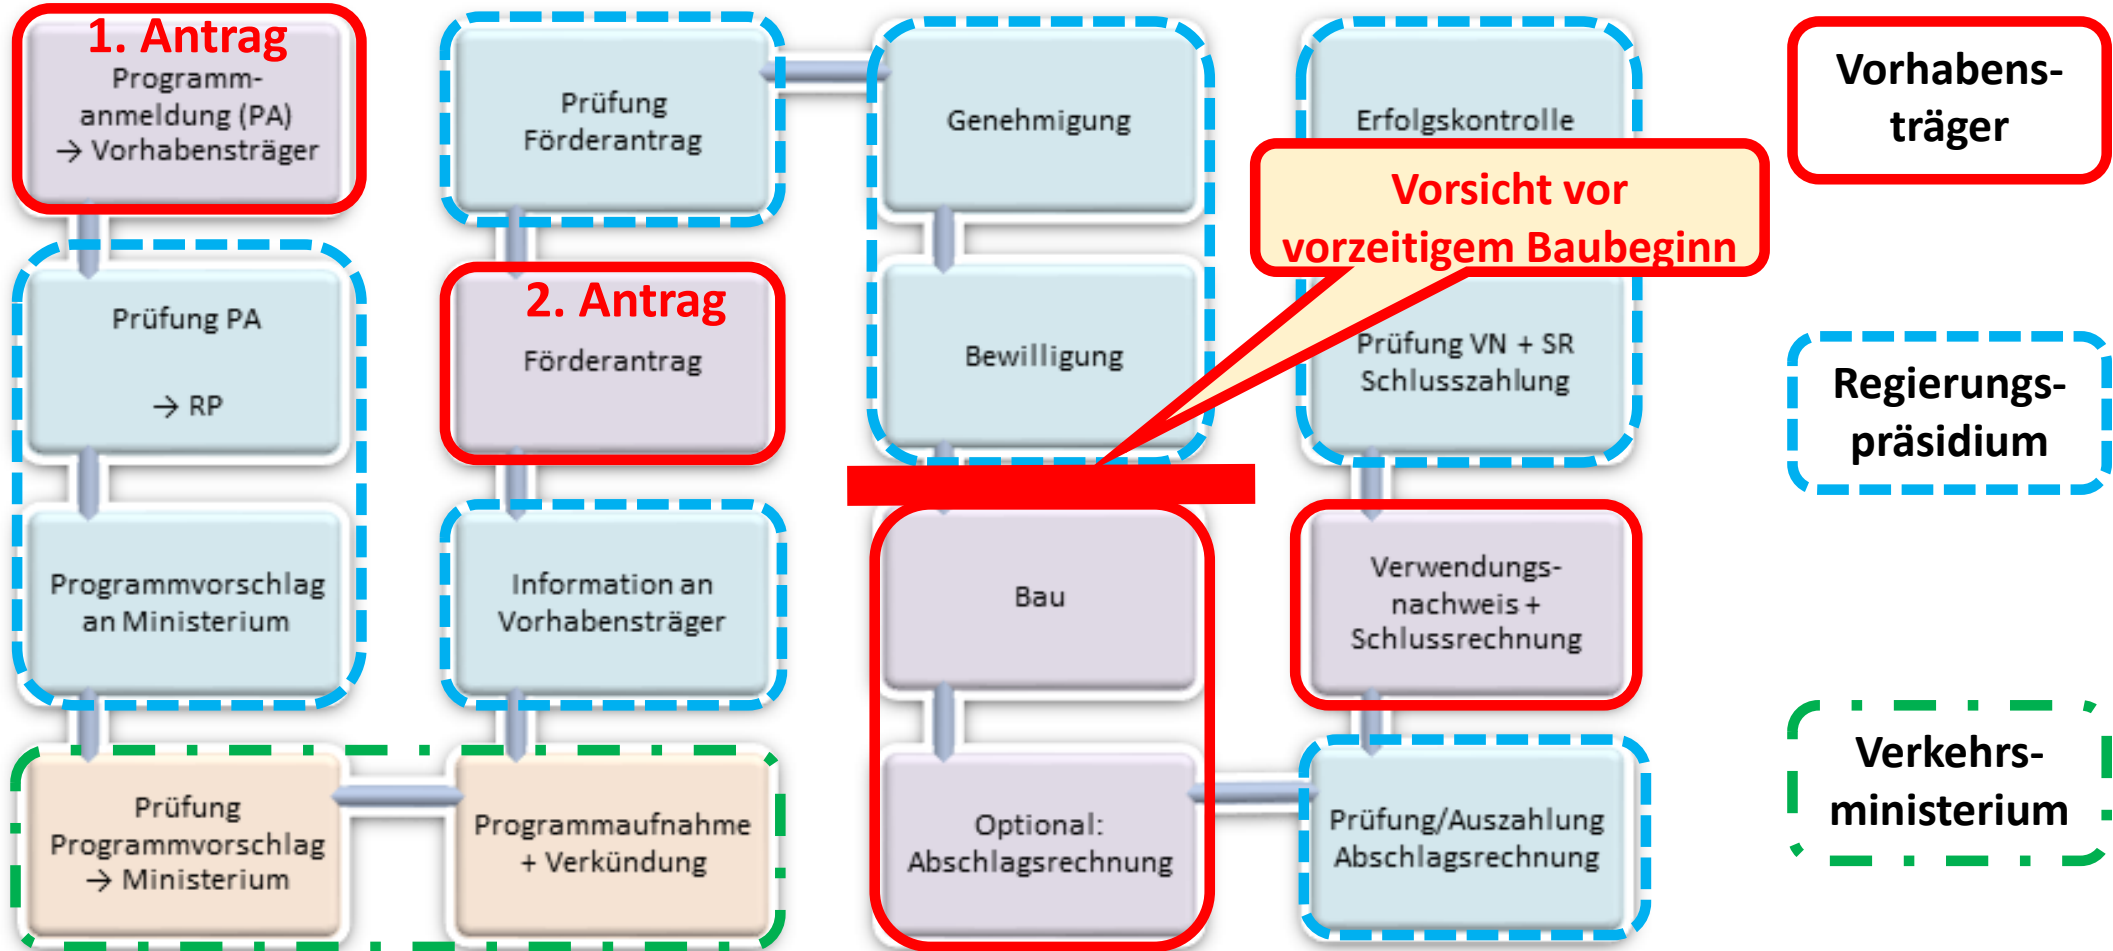 1. Antrag
Programm-
anmeldung (PA)
→ Vorhabensträger
Prüfung PA
→ RP
Programmvorschlag
an Ministerium
Prüfung
Programmvorschlag
→ Ministerium
Programmaufnahme
+ Verkündung
Information an
Vorhabensträger
2. Antrag
Förderantrag
Prüfung
Förderantrag
Genehmigung
Bewilligung
Vorsicht vor
vorzeitigem Baubeginn
Bau
Optional:
Abschlagsrechnung
Prüfung/Auszahlung
Abschlagsrechnung
Verwendungs-
nachweis +
Schlussrechnung
Prüfung VN + SR
Schlusszahlung
Erfolgskontrolle
Vorhabens-
träger
Regierungs-
präsidium
Verkehrs-
ministerium